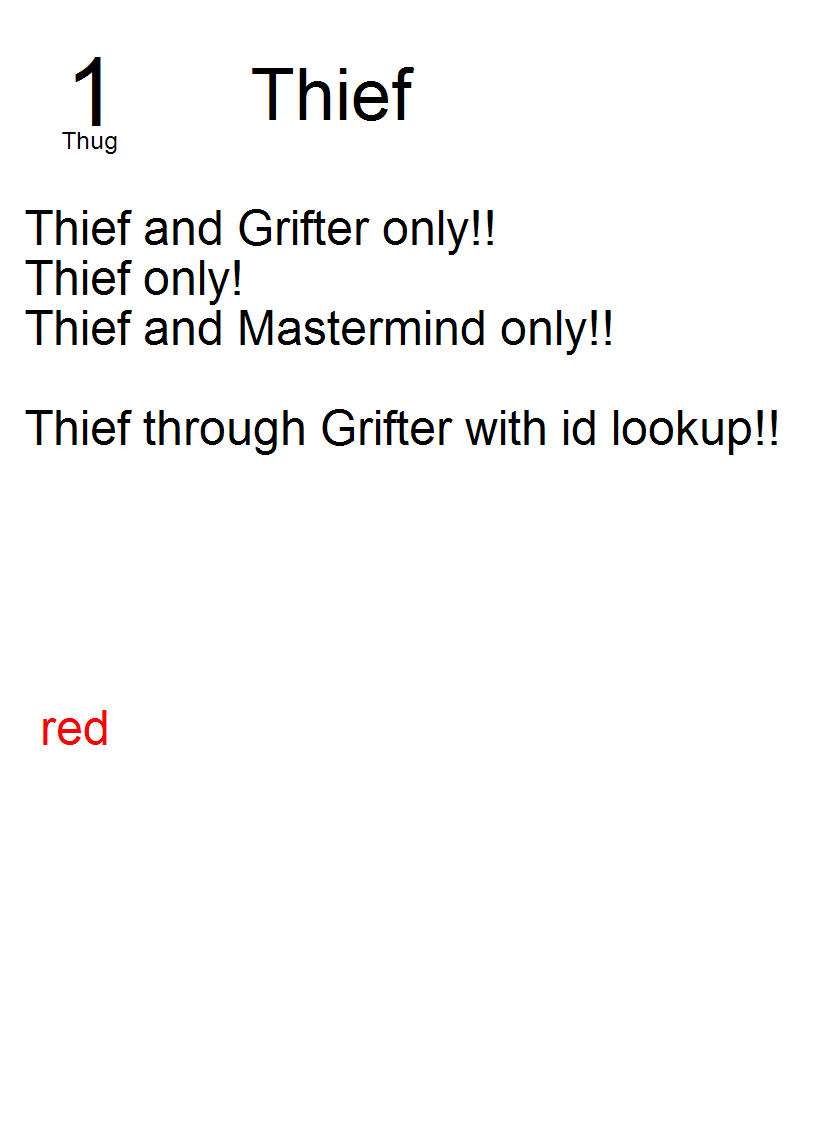 1 Thief
Thug
Thief and Grifter only!!
Thief only!
Thief and Mastermind only!!
Thief through Grifter with id lookup!!
red